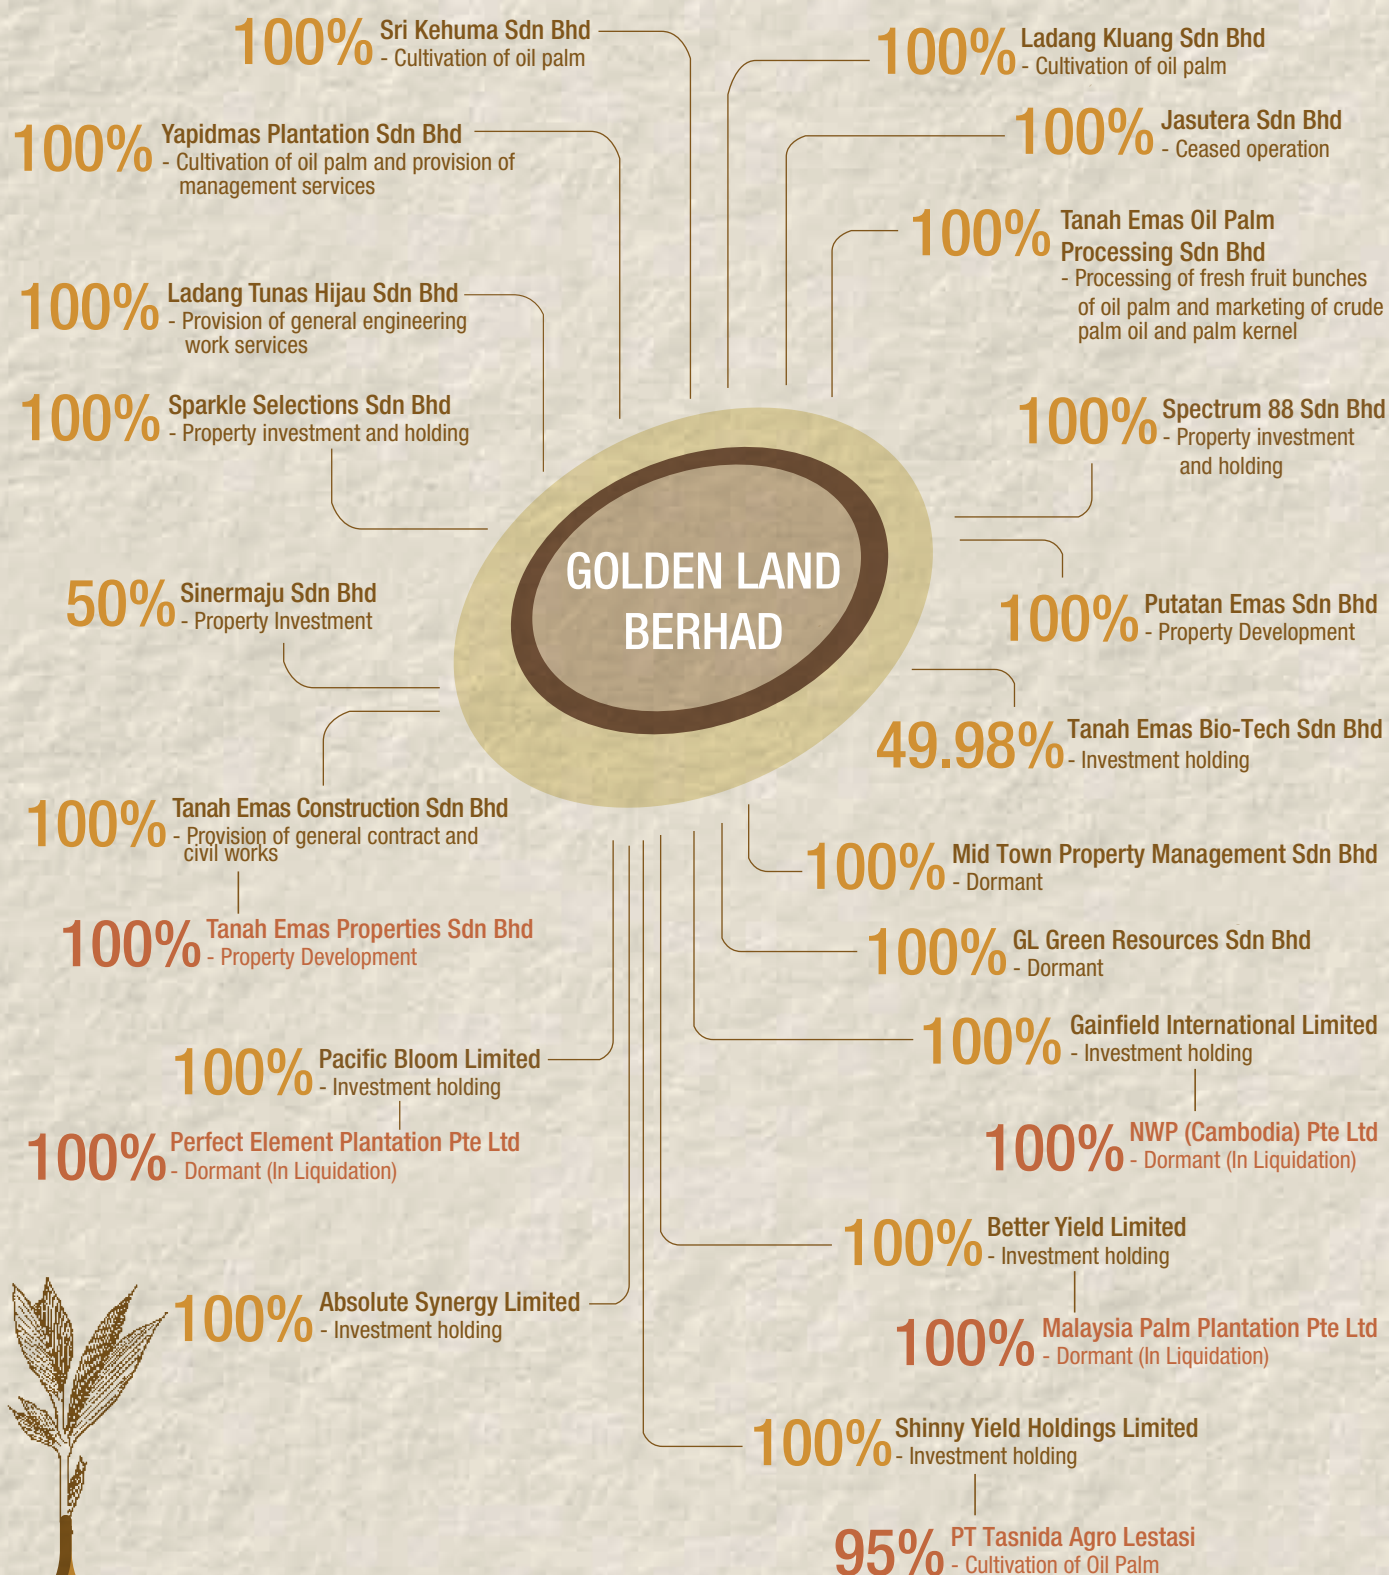 100% Sri Kehuma Sdn Bhd
- Cultivation of oil palm
100% Ladang Kluang Sdn Bhd
- Cultivation of oil palm
100% Yapidmas Plantation Sdn Bhd
- Cultivation of oil palm and provision of
management services
100% Jasutera Sdn Bhd
- Ceased operation
100% Tanah Emas Oil Palm
Processing Sdn Bhd
- Processing of fresh fruit bunches
of oil palm and marketing of crude
palm oil and palm kernel
100% Ladang Tunas Hijau Sdn Bhd
- Provision of general engineering
work services
100% Sparkle Selections Sdn Bhd
- Property investment and holding
100% Spectrum 88 Sdn Bhd
- Property investment
and holding
GOLDEN LAND
BERHAD
50% Sinermaju Sdn Bhd
- Property Investment
100% Putatan Emas Sdn Bhd
- Property Development
49.98% Tanah Emas Bio-Tech Sdn Bhd
- Investment holding
100% Tanah Emas Construction Sdn Bhd
- Provision of general contract and
civil works
100% Tanah Emas Properties Sdn Bhd
- Property Development
100% Mid Town Property Management Sdn Bhd
- Dormant
100% GL Green Resources Sdn Bhd
- Dormant
100% Gainfield International Limited
- Investment holding
100% NWP (Cambodia) Pte Ltd
- Dormant (In Liquidation)
100% Pacific Bloom Limited
- Investment holding
100% Perfect Element Plantation Pte Ltd
- Dormant (In Liquidation)
100% Better Yield Limited
- Investment holding
100% Malaysia Palm Plantation Pte Ltd
- Dormant (In Liquidation)
100% Absolute Synergy Limited
- Investment holding
100% Shinny Yield Holdings Limited
- Investment holding
95% PT Tasnida Agro Lestasi
- Cultivation of Oil Palm